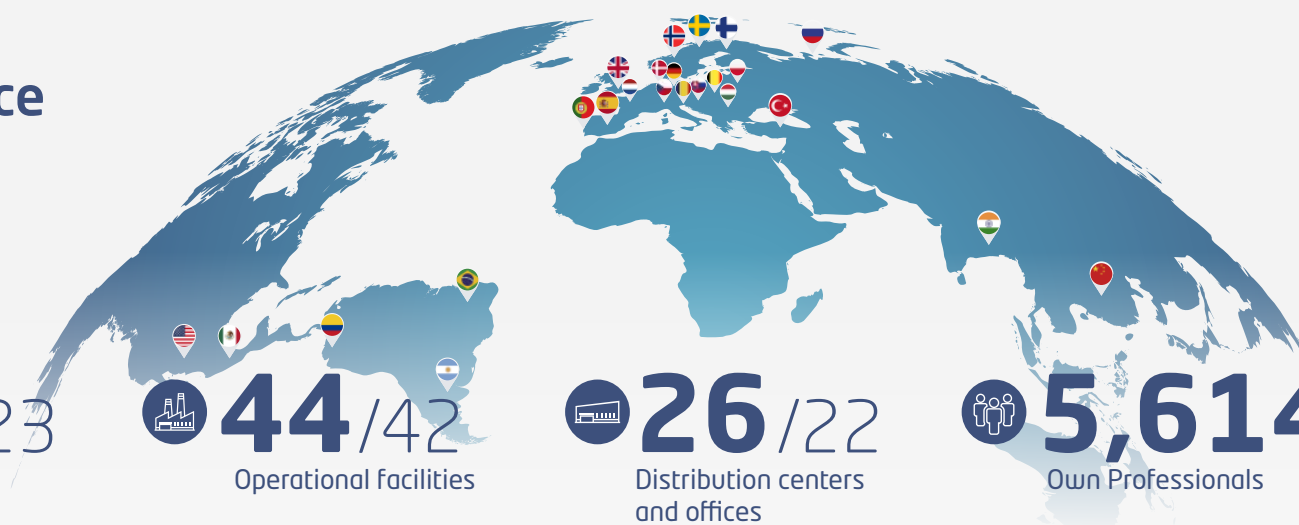 ce
23
44/42
Operational facilities
26/22
Distribution centers
and offices
5,614
Own Professionals